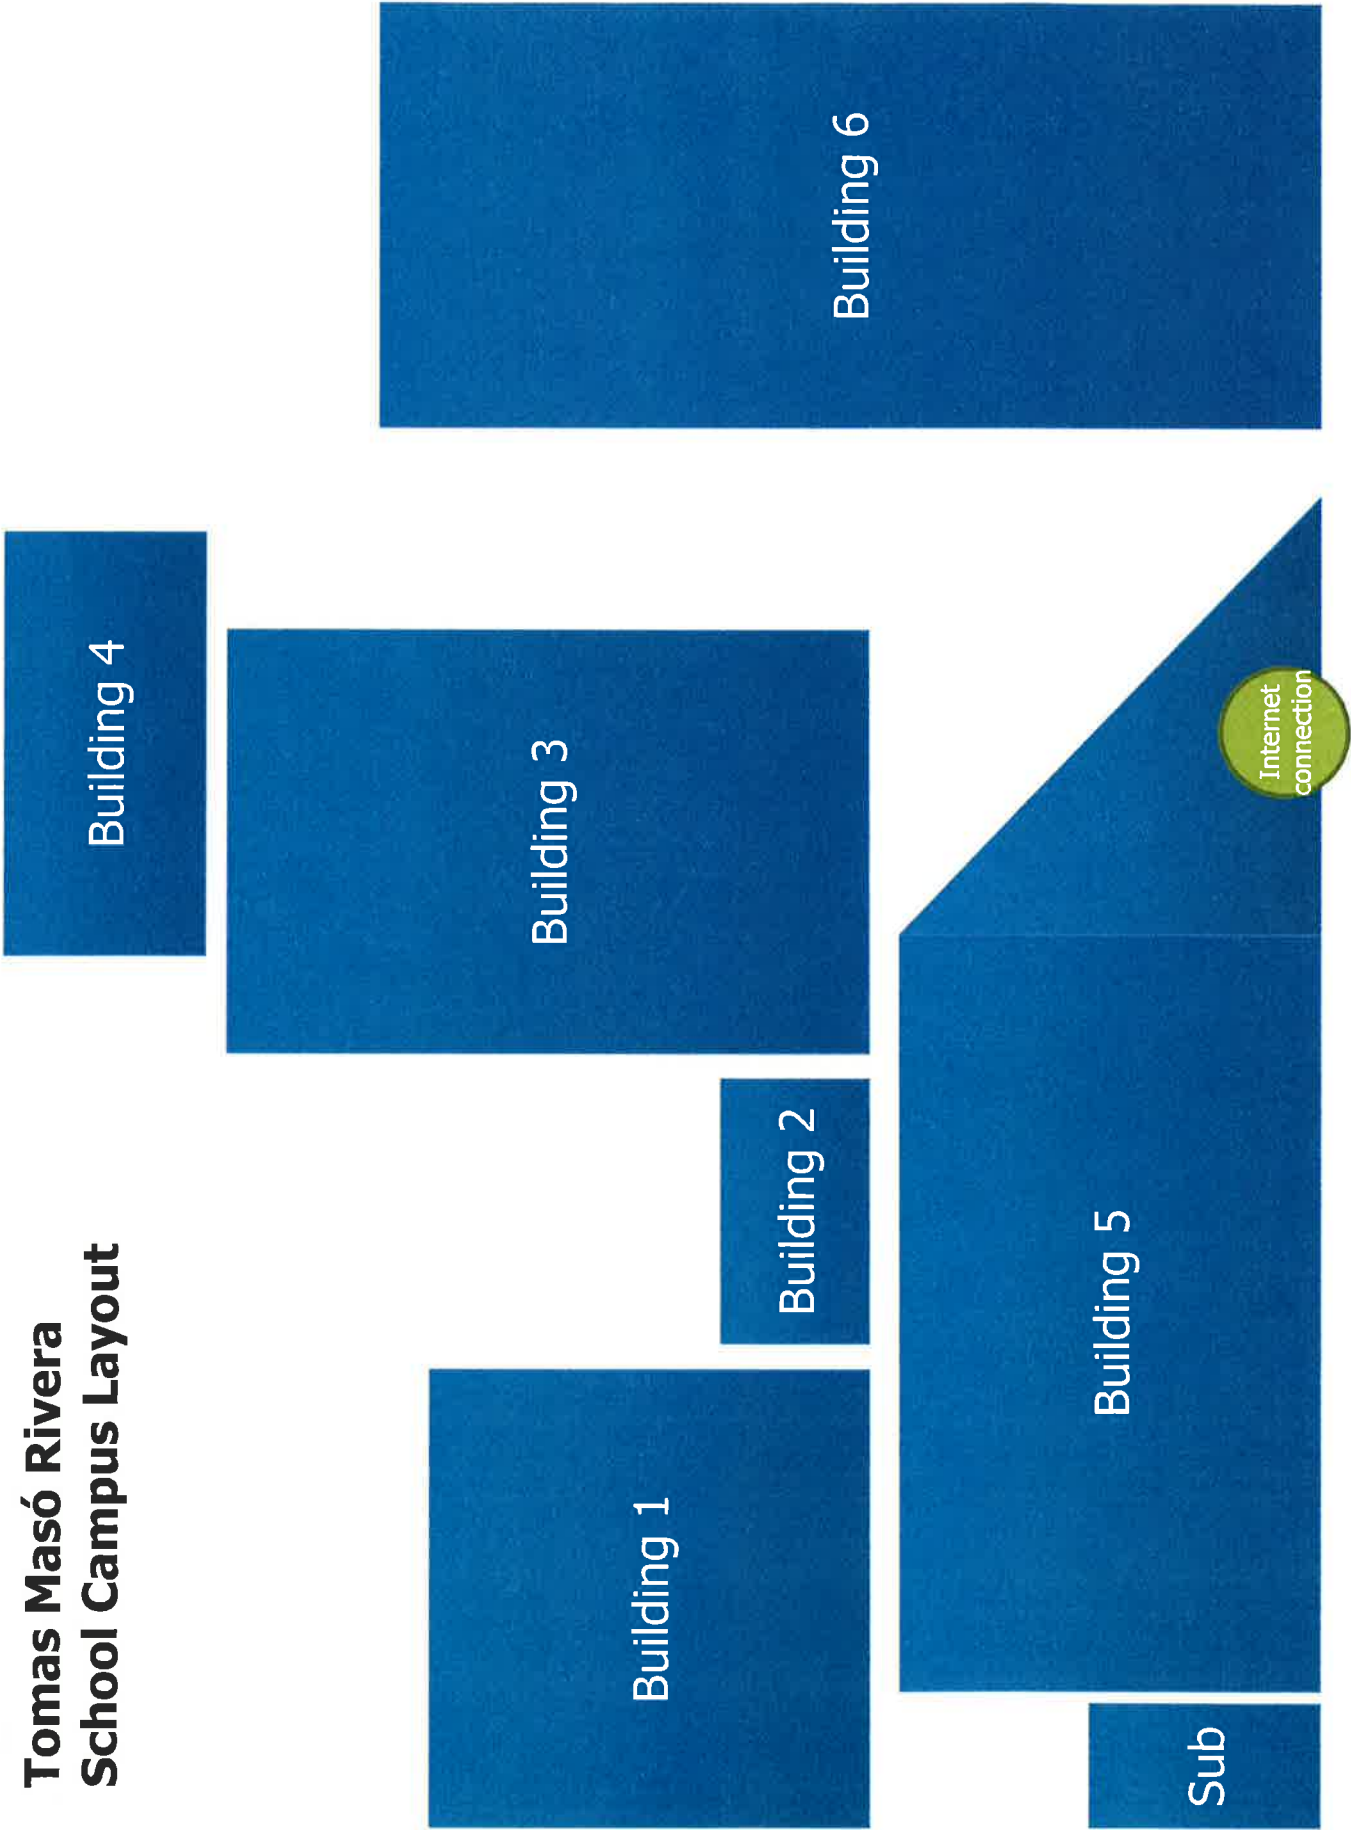 Tomas Masó Rivera
School Campus Layout
Building 4
Building 3
Building 6
Building 1
Building 2
Building 5
Sub
Internet
connection